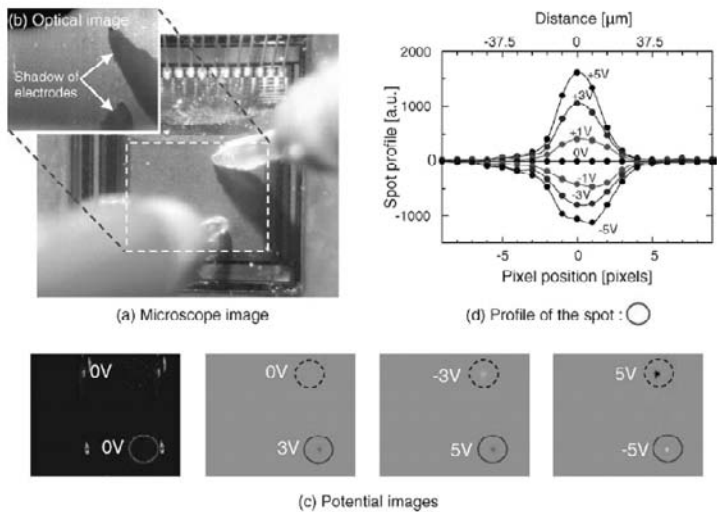 (b) Optical image
Shadow of
electrodes
(a) Microscope image
Distance [µm]
-37.5 0 37.5
2000
1000
0
-1000
Spot profile [a.u.]
+5V
+3V
+1V
0V
-1V
-3V
-5V
-5 0 5
Pixel position [pixels]
(d) Profile of the spot :
0V 0V -3V 5V
0V 3V 5V -5V
(c) Potential images